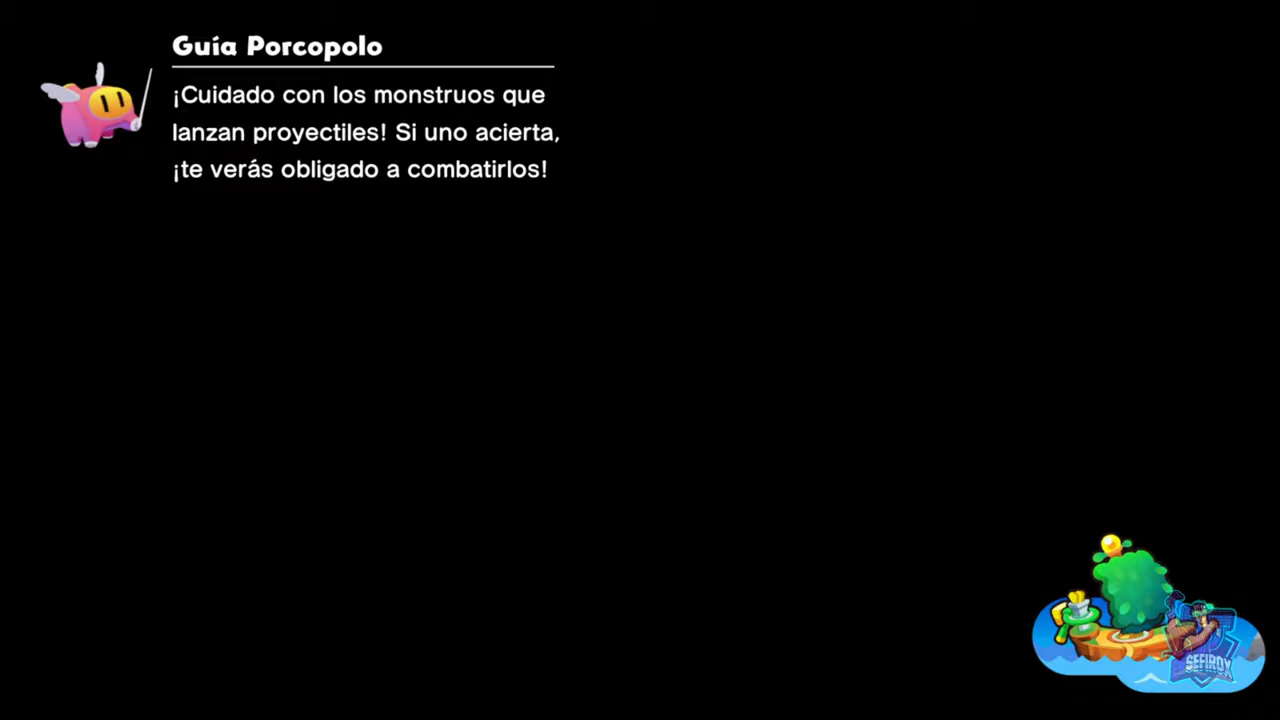 Guía Porcopolo
¡Cuidado con los monstruos que
lanzan proyectiles! Si uno acierta,
¡te verás obligado a combatirlos!
SEFIROX